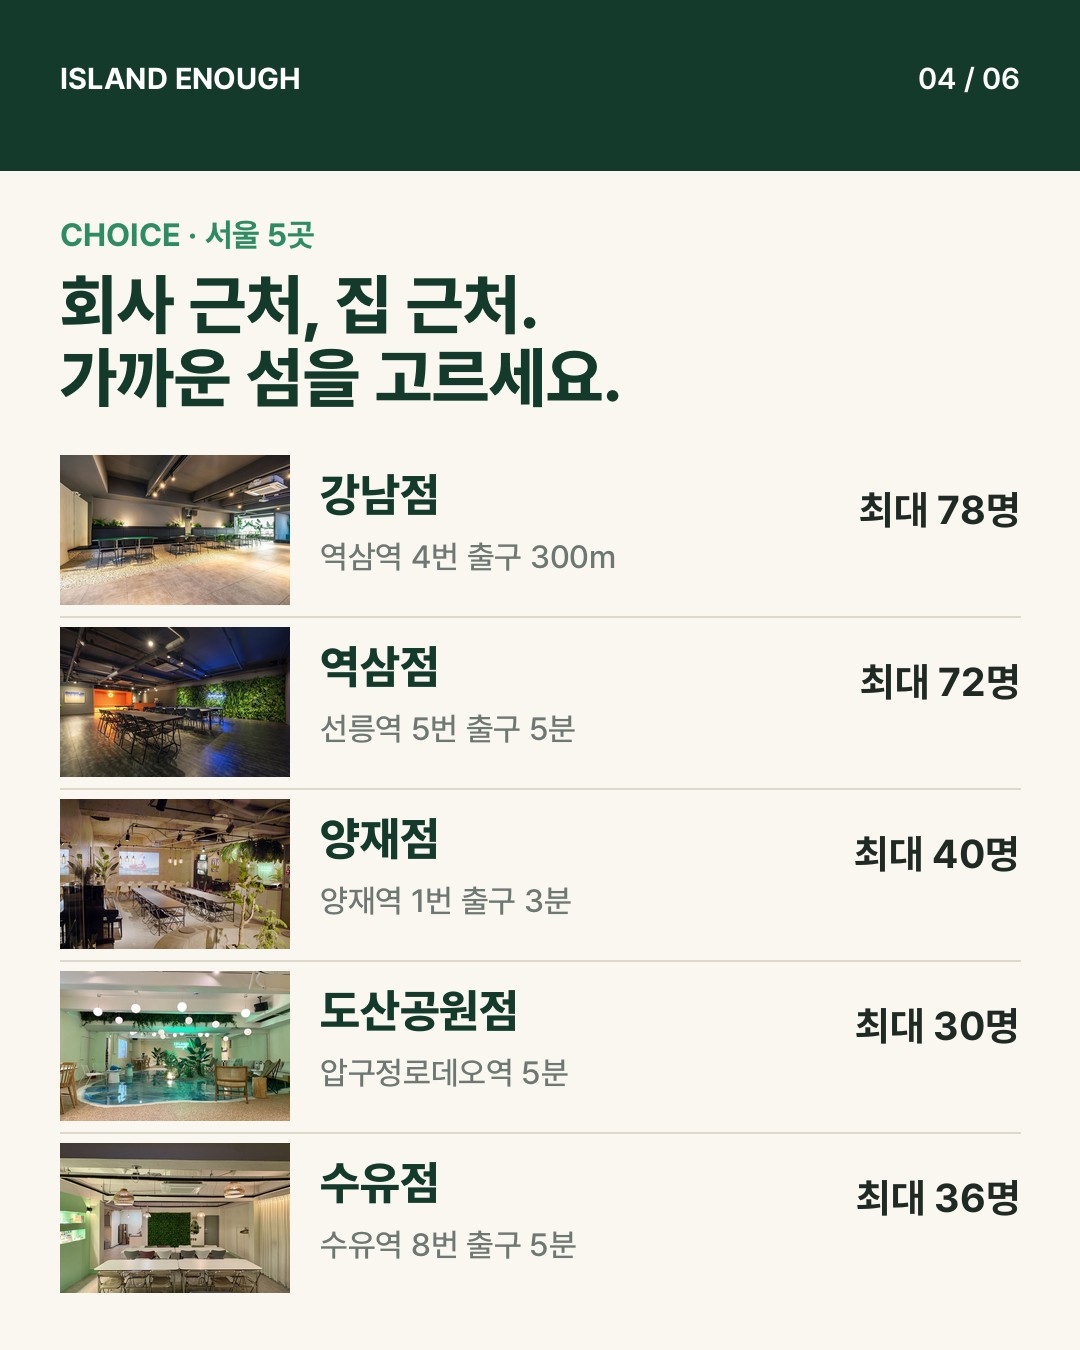 ISLAND ENOUGH
04 / 06
CHOICE · 서울 5곳
회사 근처, 집 근처.
가까운 섬을 고르세요.
강남점
최대 78명
역삼역 4번 출구 300m
역삼점
최대 72명
선릉역 5번 출구 5분
양재점
최대 40명
양재역 1번 출구 3분
도산공원점
최대 30명
압구정로데오역 5분
수유점
최대 36명
수유역 8번 출구 5분